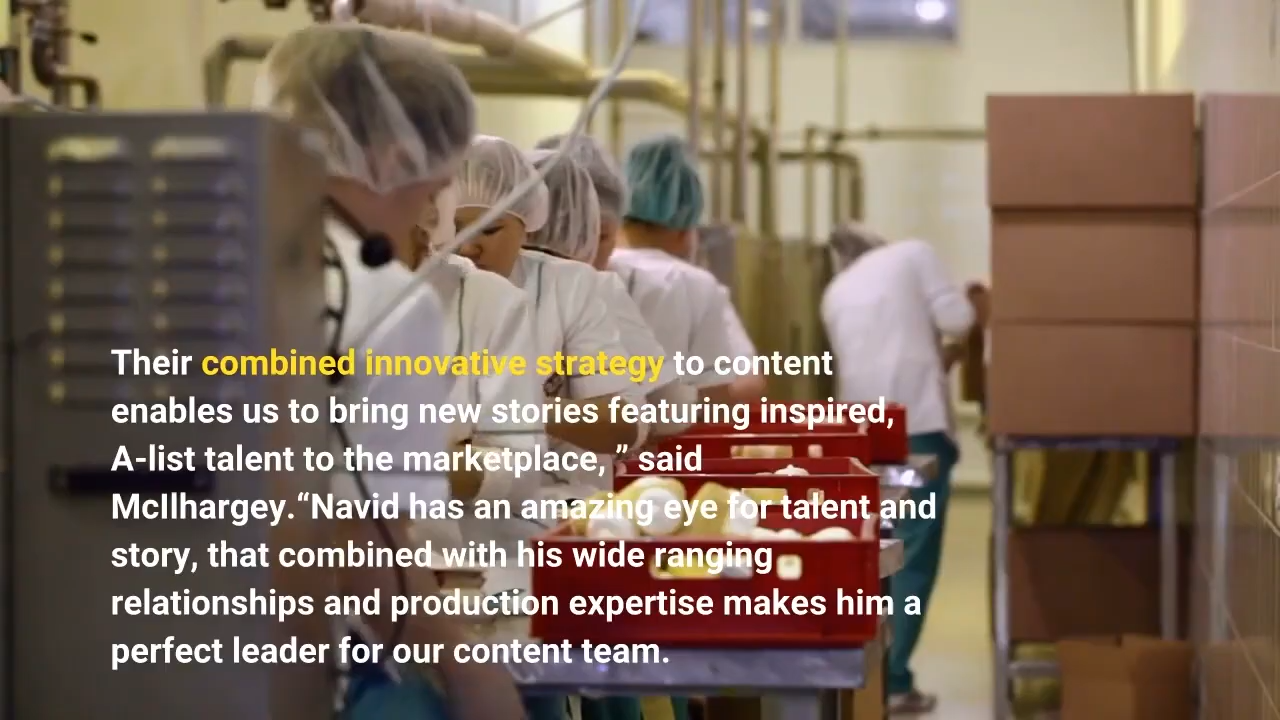 Their combined innovative strategy to content
enables us to bring new stories featuring inspired,
A-list talent to the marketplace, ” said
McIlhargey.“Navid has an amazing eye for talent and
story, that combined with his wide ranging
relationships and production expertise makes him a
perfect leader for our content team.